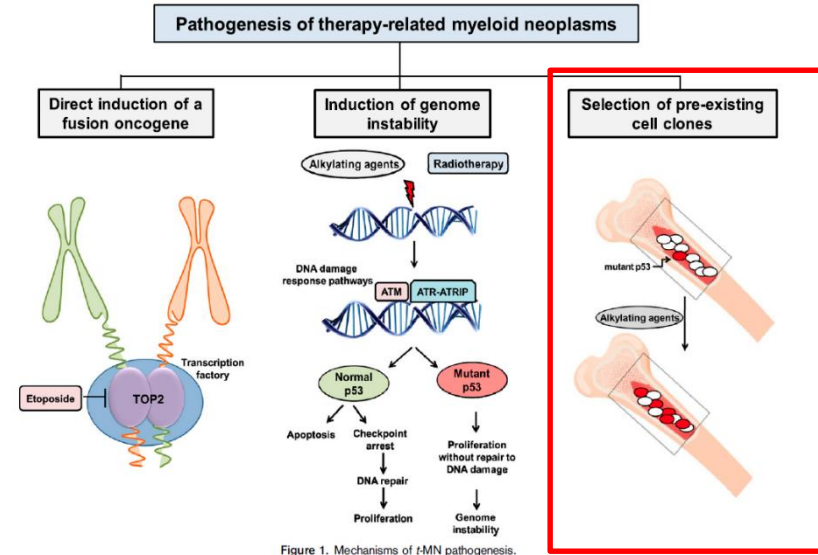 Pathogenesis of therapy-related myeloid neoplasms
Direct induction of a
fusion oncogene
Transcription
factory
Etoposide
TOP2
Induction of genome
instability
Alkylating agents
Radiotherapy
DNA damage
response pathways
ATM
ATR-ATRIP
Normal
p53
Mutant
p53
Apoptosis
Checkpoint
arrest
DNA repair
Proliferation
Proliferation
without repair to
DNA damage
Genome
instability
Selection of pre-existing
cell clones
mutant p53
Alkylating agents
Figure 1. Mechanisms of t-MN pathogenesis.